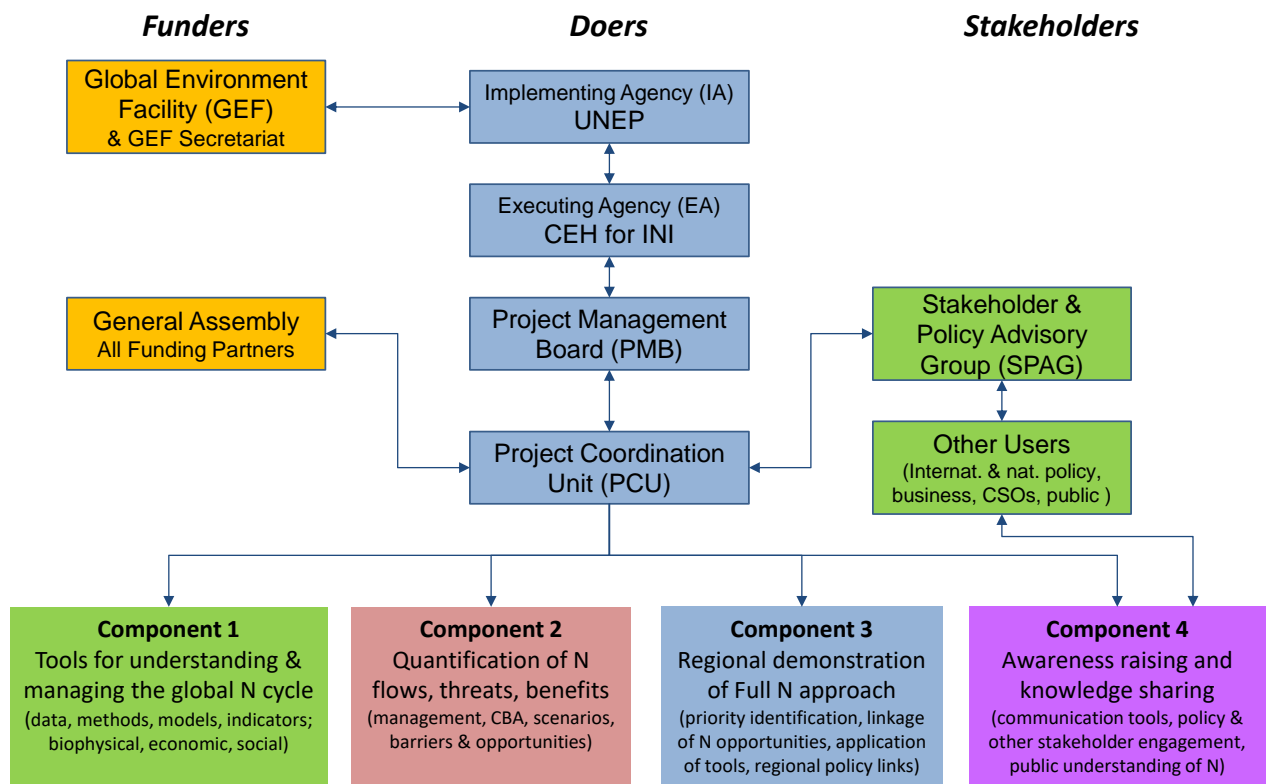 Funders
Doers
Stakeholders
Global Environment
Facility (GEF)
& GEF Secretariat
Implementing Agency (IA)
UNEP
Executing Agency (EA)
CEH for INI
General Assembly
All Funding Partners
Project Management
Board (PMB)
Stakeholder &
Policy Advisory
Group (SPAG)
Project Coordination
Unit (PCU)
Other Users
(Internat. & nat. policy,
business, CSOs, public )
Component 1
Tools for understanding &
managing the global N cycle
(data, methods, models, indicators;
biophysical, economic, social)
Component 2
Quantification of N
flows, threats, benefits
(management, CBA, scenarios,
barriers & opportunities)
Component 3
Regional demonstration
of Full N approach
(priority identification, linkage
of N opportunities, application
of tools, regional policy links)
Component 4
Awareness raising and
knowledge sharing
(communication tools, policy &
other stakeholder engagement,
public understanding of N)